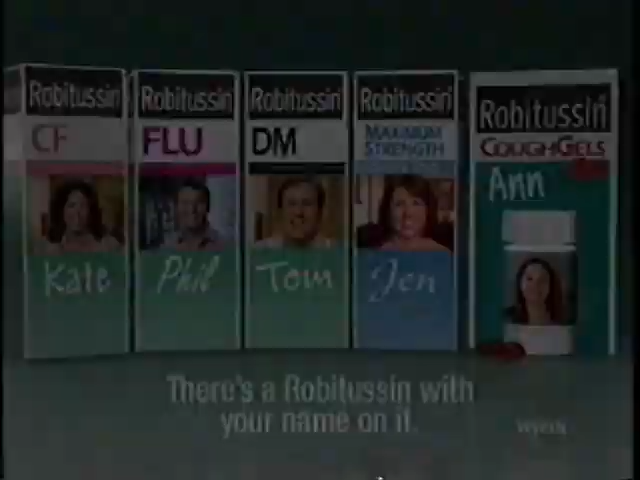 Robitussin Robitussin Robitussin Robitussin Robitussin
CF FLU DM MAXIMUM STRENGTH COUGHGELS
Kate Phil Tom Jen Ann
There's a Robitussin with
your name on it.